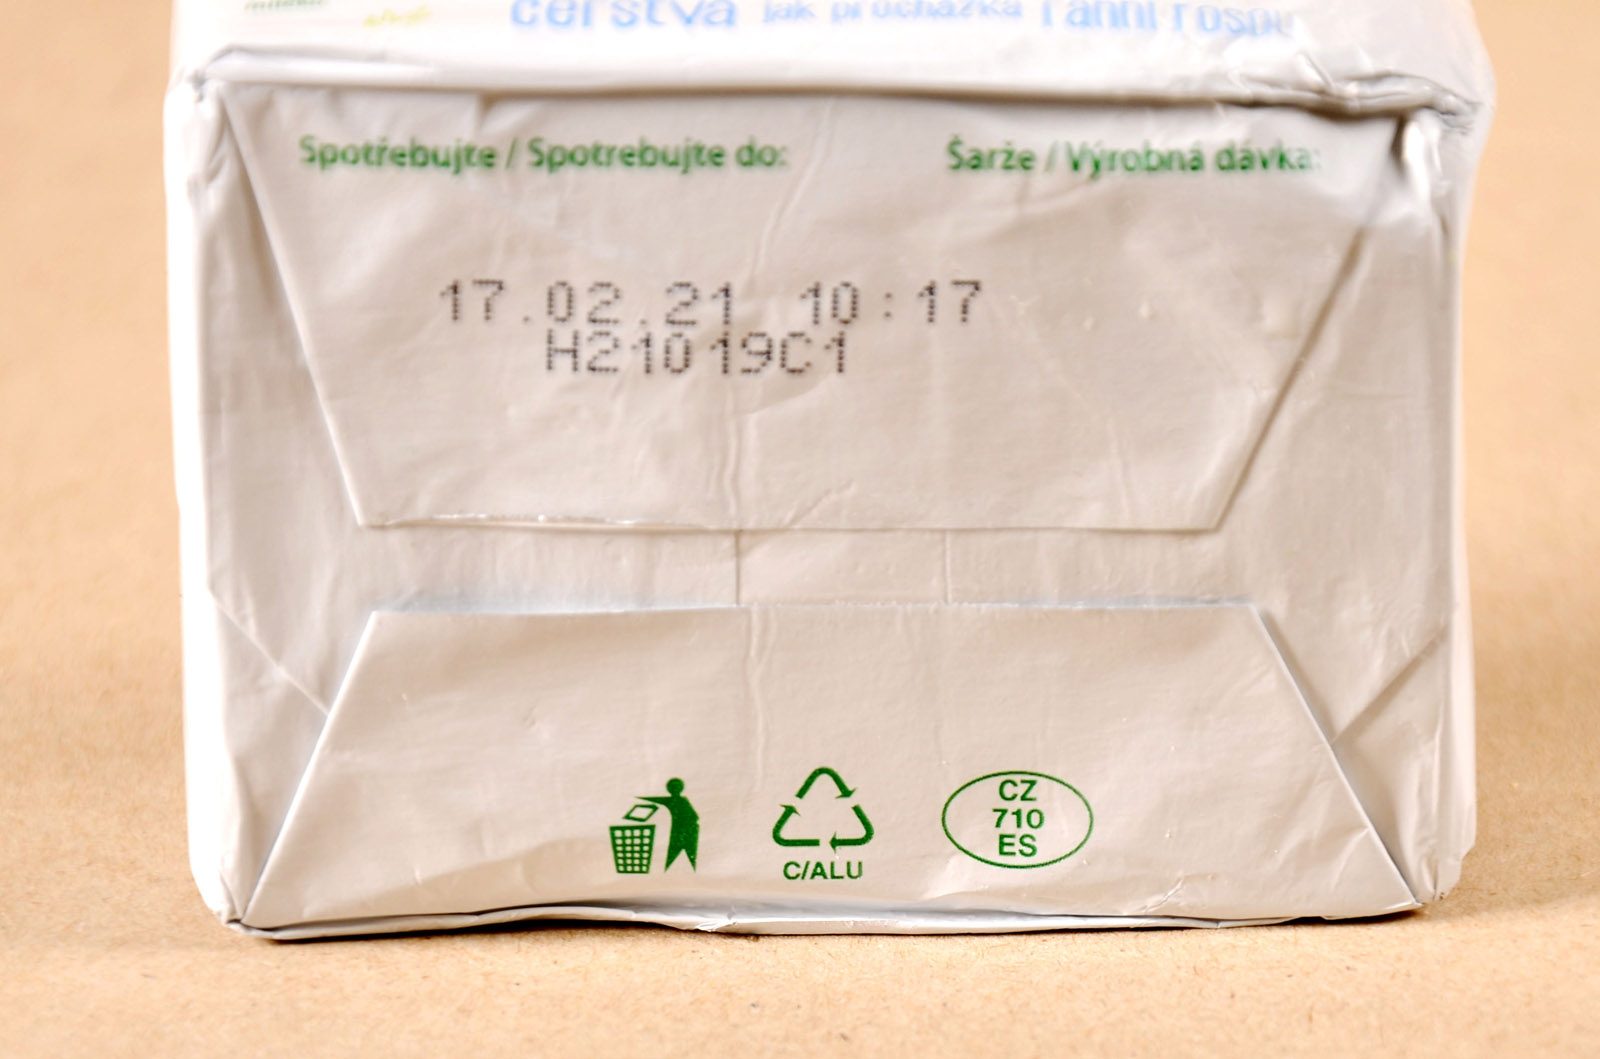 čerstvá jak procházka ranní rosou
Spotřebujte / Spotrebujte do:
Šarže / Výrobná dávka:
17.02.21 10:17
H21019C1
C/ALU
CZ
710
ES